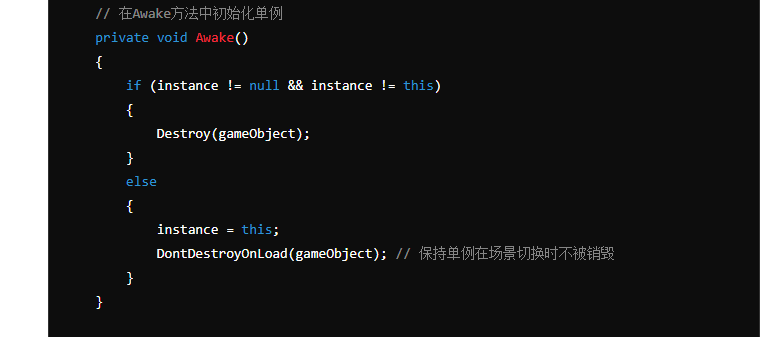 // 在Awake方法中初始化单例
private void Awake()
{
if (instance != null && instance != this)
{
Destroy(gameObject);
}
else
{
instance = this;
DontDestroyOnLoad(gameObject); // 保持单例在场景切换时不被销毁
}
}